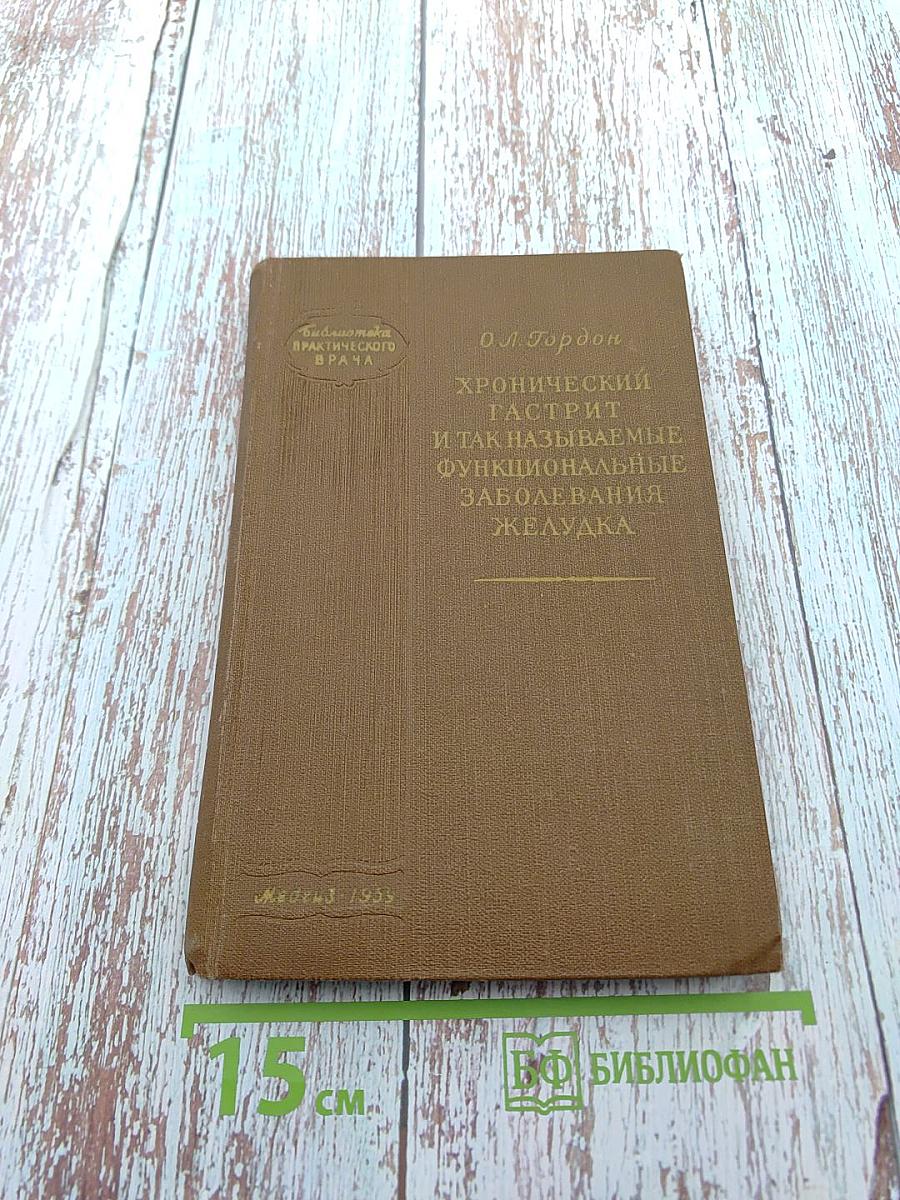 Библиотека
ПРАКТИЧЕСКОГО
ВРАЧА
О.Л. Гордон
ХРОНИЧЕСКИЙ
ГАСТРИТ
И ТАК НАЗЫВАЕМЫЕ
ФУНКЦИОНАЛЬНЫЕ
ЗАБОЛЕВАНИЯ
ЖЕЛУДКА
Медгиз
15 см
БФ БИБЛИОФАН